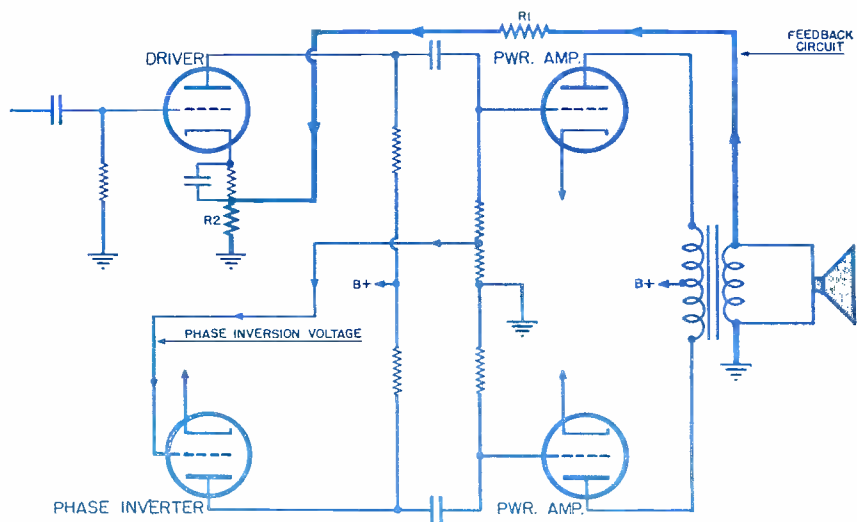 R1
FEEDBACK
CIRCUIT
DRIVER
PWR. AMP.
R2
B+
B+
PHASE INVERSION VOLTAGE
PHASE INVERTER
PWR. AMP.